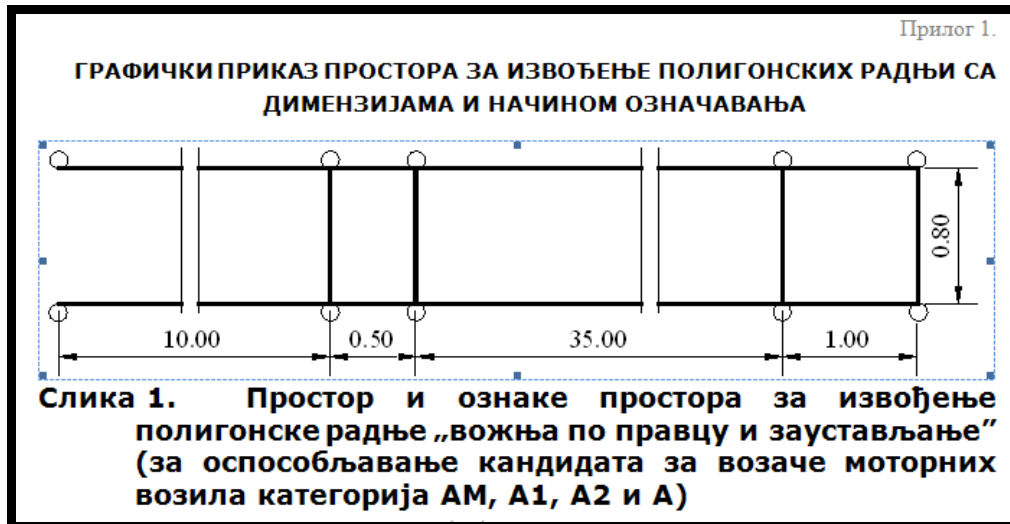 Прилог 1.
ГРАФИЧКИ ПРИКАЗ ПРОСТОРА ЗА ИЗВОЂЕЊЕ ПОЛИГОНСКИХ РАДЊИ СА
ДИМЕНЗИЈАМА И НАЧИНОМ ОЗНАЧАВАЊА
0.80
10.00 0.50 35.00 1.00
Слика 1. Простор и ознаке простора за извођење
полигонске радње „вожња по правцу и заустављање”
(за оспособљавање кандидата за возаче моторних
возила категорија АМ, А1, А2 и А)